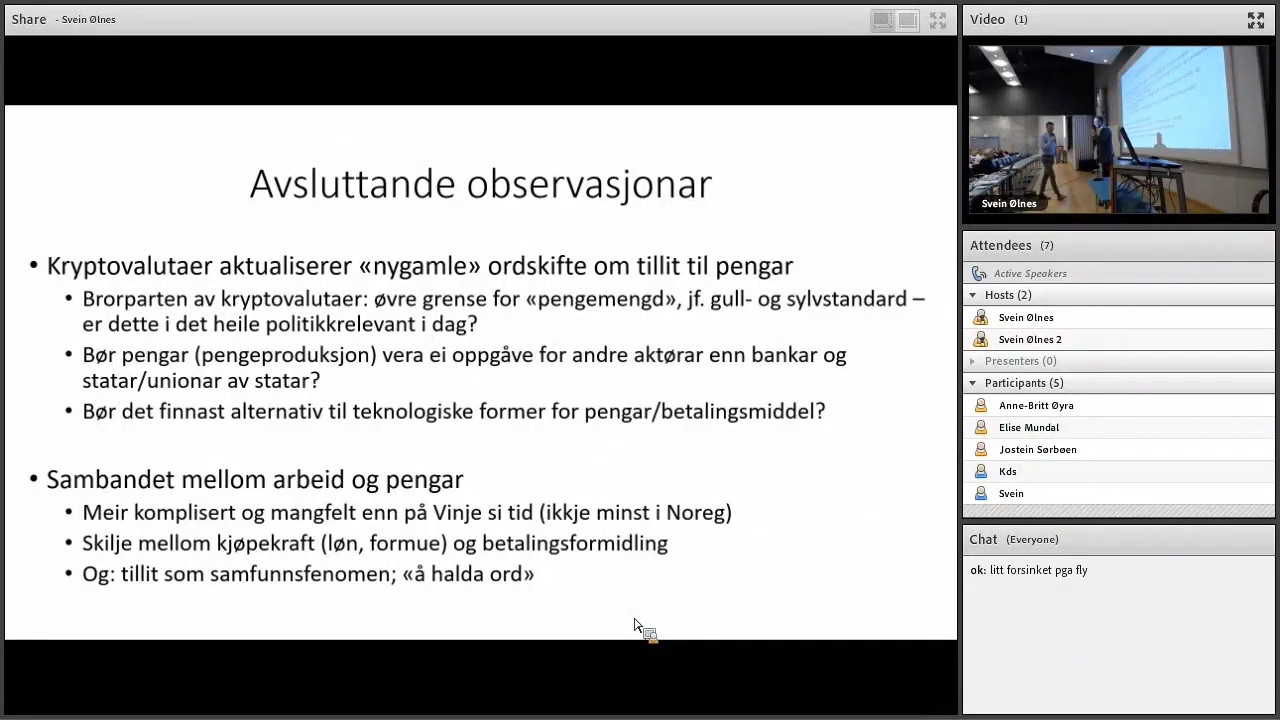 Share - Svein Ølnes
Avsluttande observasjonar
• Kryptovalutaer aktualiserer «nygamle» ordskifte om tillit til pengar
• Brorparten av kryptovalutaer: øvre grense for «pengemengd», jf. gull- og sylvstandard –
er dette i det heile politikkrelevant i dag?
• Bør pengar (pengeproduksjon) vera ei oppgåve for andre aktørar enn bankar og
statar/unionar av statar?
• Bør det finnast alternativ til teknologiske former for pengar/betalingsmiddel?
• Sambandet mellom arbeid og pengar
• Meir komplisert og mangfelt enn på Vinje si tid (ikkje minst i Noreg)
• Skilje mellom kjøpekraft (løn, formue) og betalingsformidling
• Og: tillit som samfunnsfenomen; «å halda ord»
Video (1)
Svein Ølnes
Attendees (7)
Active Speakers
Hosts (2)
Svein Ølnes
Svein Ølnes 2
Presenters (0)
Participants (5)
Anne-Britt Øyra
Elise Mundal
Jostein Sørbøen
Kds
Svein
Chat (Everyone)
ok: litt forsinket pga fly